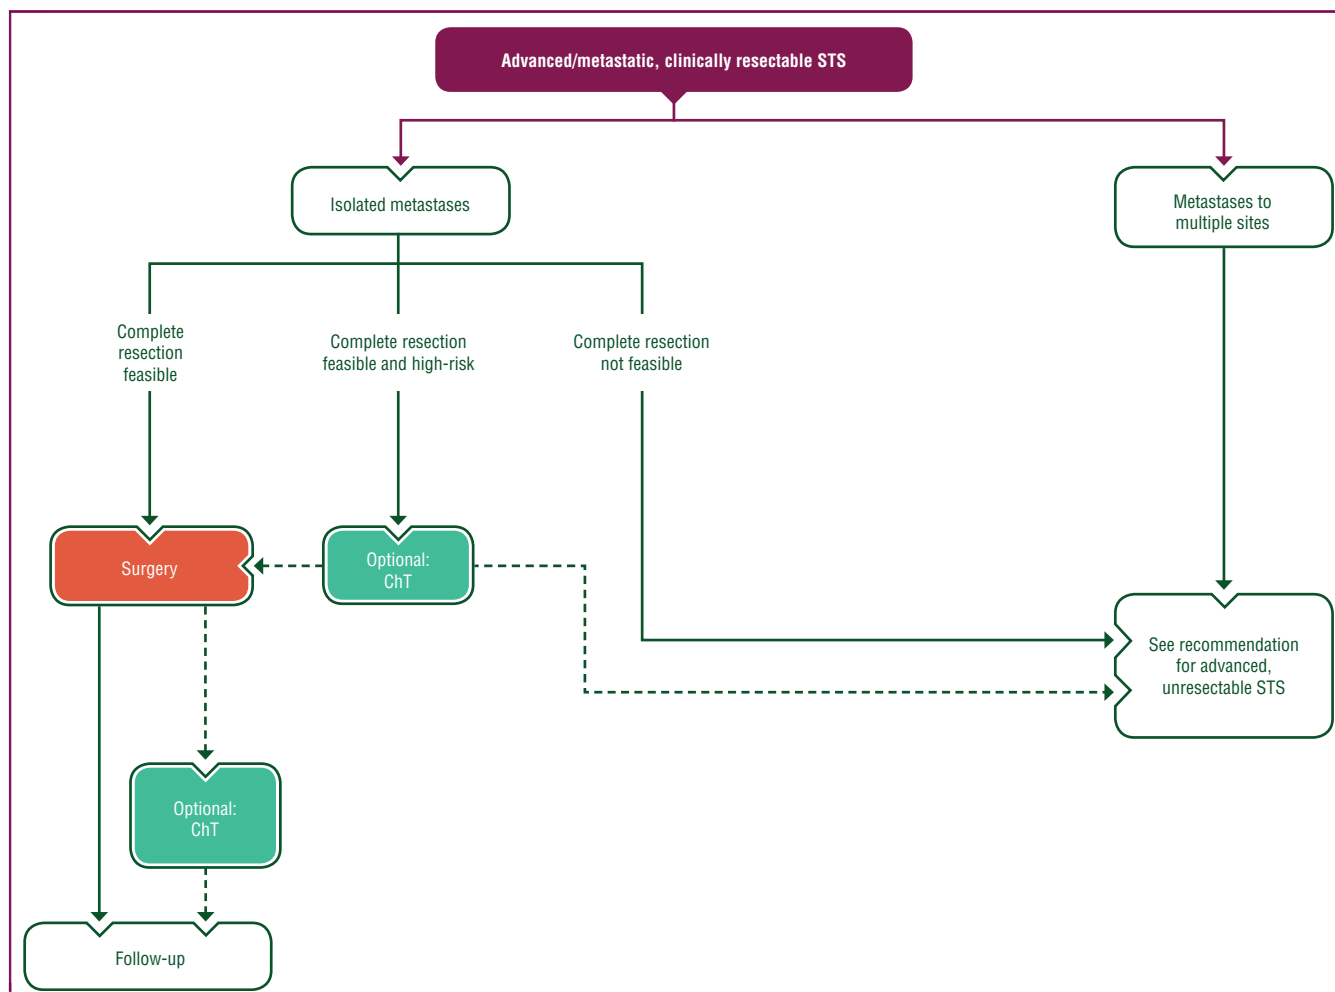 Advanced/metastatic, clinically resectable STS
Isolated metastases
Metastases to
multiple sites
Complete
resection
feasible
Complete resection
feasible and high-risk
Complete resection
not feasible
Surgery
Optional:
ChT
See recommendation
for advanced,
unresectable STS
Optional:
ChT
Follow-up